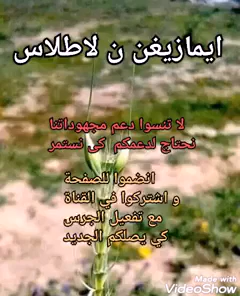 ايمازيغن ن لاطلاس
لا تنسوا دعم مجهوداتنا
نحتاج لدعمكم كي نستمر
انضموا للصفحة
و اشتركوا في القناة
مع تفعيل الجرس
كي يصلكم الجديد
Made with
VideoShow